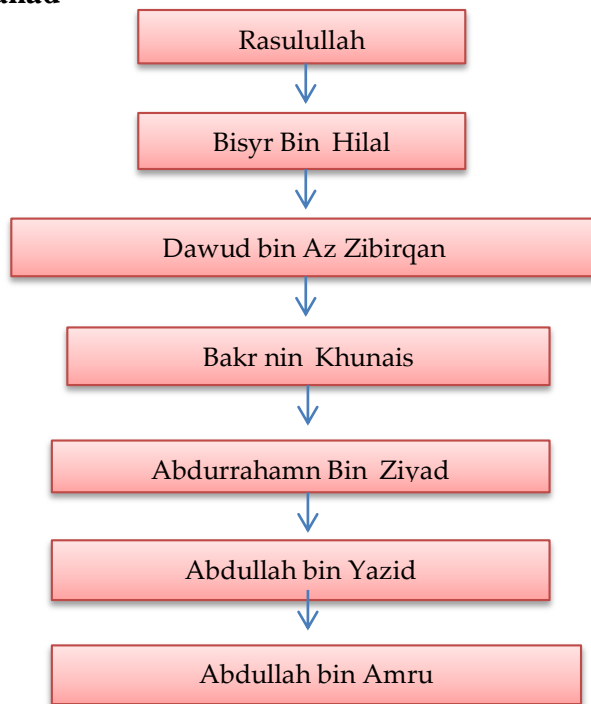 Rasulullah
Bisyr Bin Hilal
Dawud bin Az Zibirqan
Bakr nin Khunais
Abdurrahamn Bin Ziyad
Abdullah bin Yazid
Abdullah bin Amru